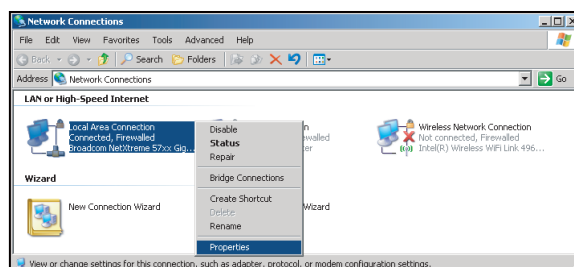 Network Connections
File Edit View Favorites Tools Advanced Help
Back Search Folders
Address Network Connections Go
LAN or High-Speed Internet
Local Area Connection
Connected, Firewalled
Broadcom NetXtreme 57xx Gig...
Disable
Status
Repair
Bridge Connections
Create Shortcut
Delete
Rename
Properties
Wireless Network Connection
Not connected, Firewalled
Intel(R) Wireless WiFi Link 496...
Wizard
New Connection Wizard
Wizard
View or change settings for this connection, such as adapter, protocol, or modem configuration settings.